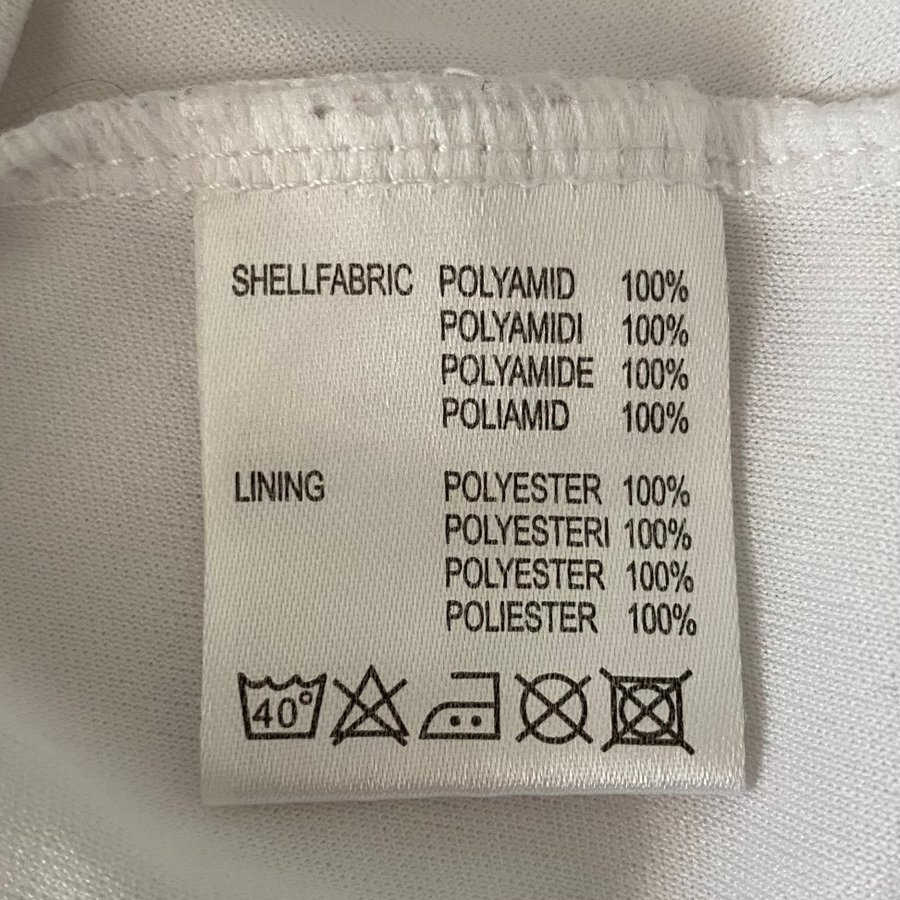 SHELLFABRIC POLYAMID 100%
POLYAMIDI 100%
POLYAMIDE 100%
POLIAMID 100%
LINING POLYESTER 100%
POLYESTERI 100%
POLYESTER 100%
POLIESTER 100%
40°